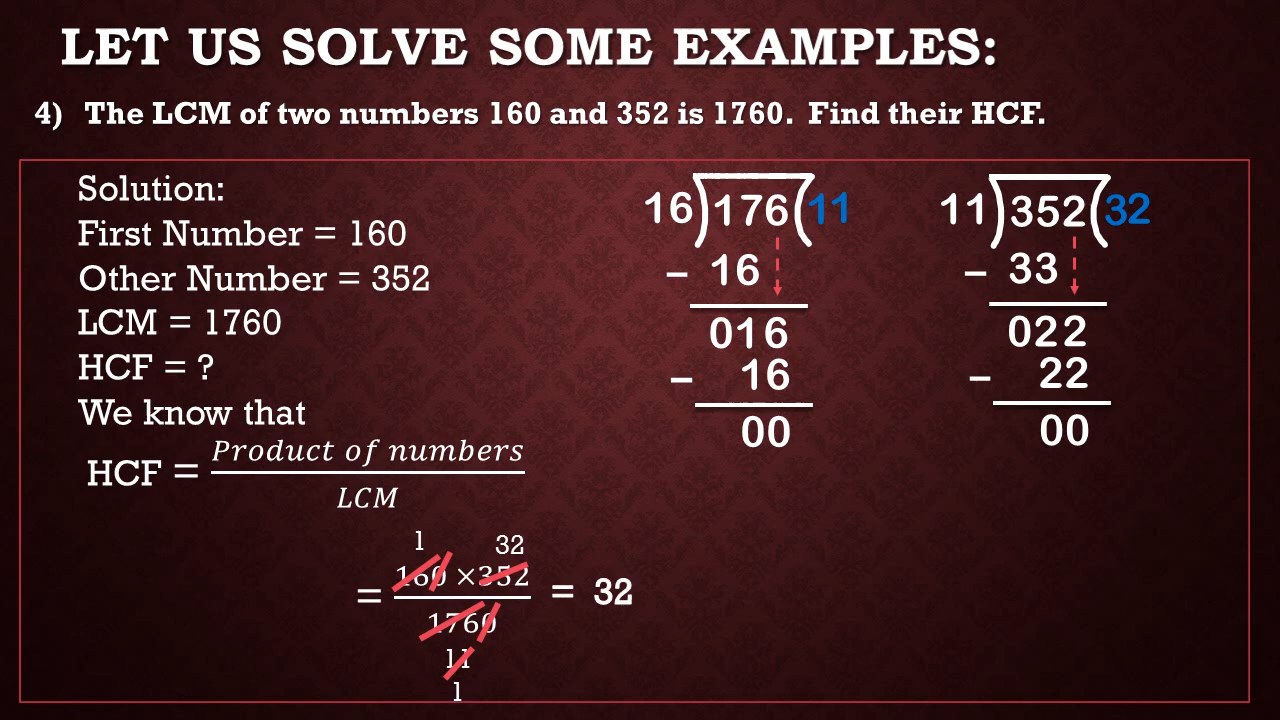 LET US SOLVE SOME EXAMPLES:
4) The LCM of two numbers 160 and 352 is 1760. Find their HCF.
Solution:
First Number = 160
Other Number = 352
LCM = 1760
HCF = ?
We know that
HCF = Product of numbers
LCM
1 32
= 160 ×352 = 32
1760
11
1
16)176(11
– 16
016
– 16
00
11)352(32
– 33
022
– 22
00